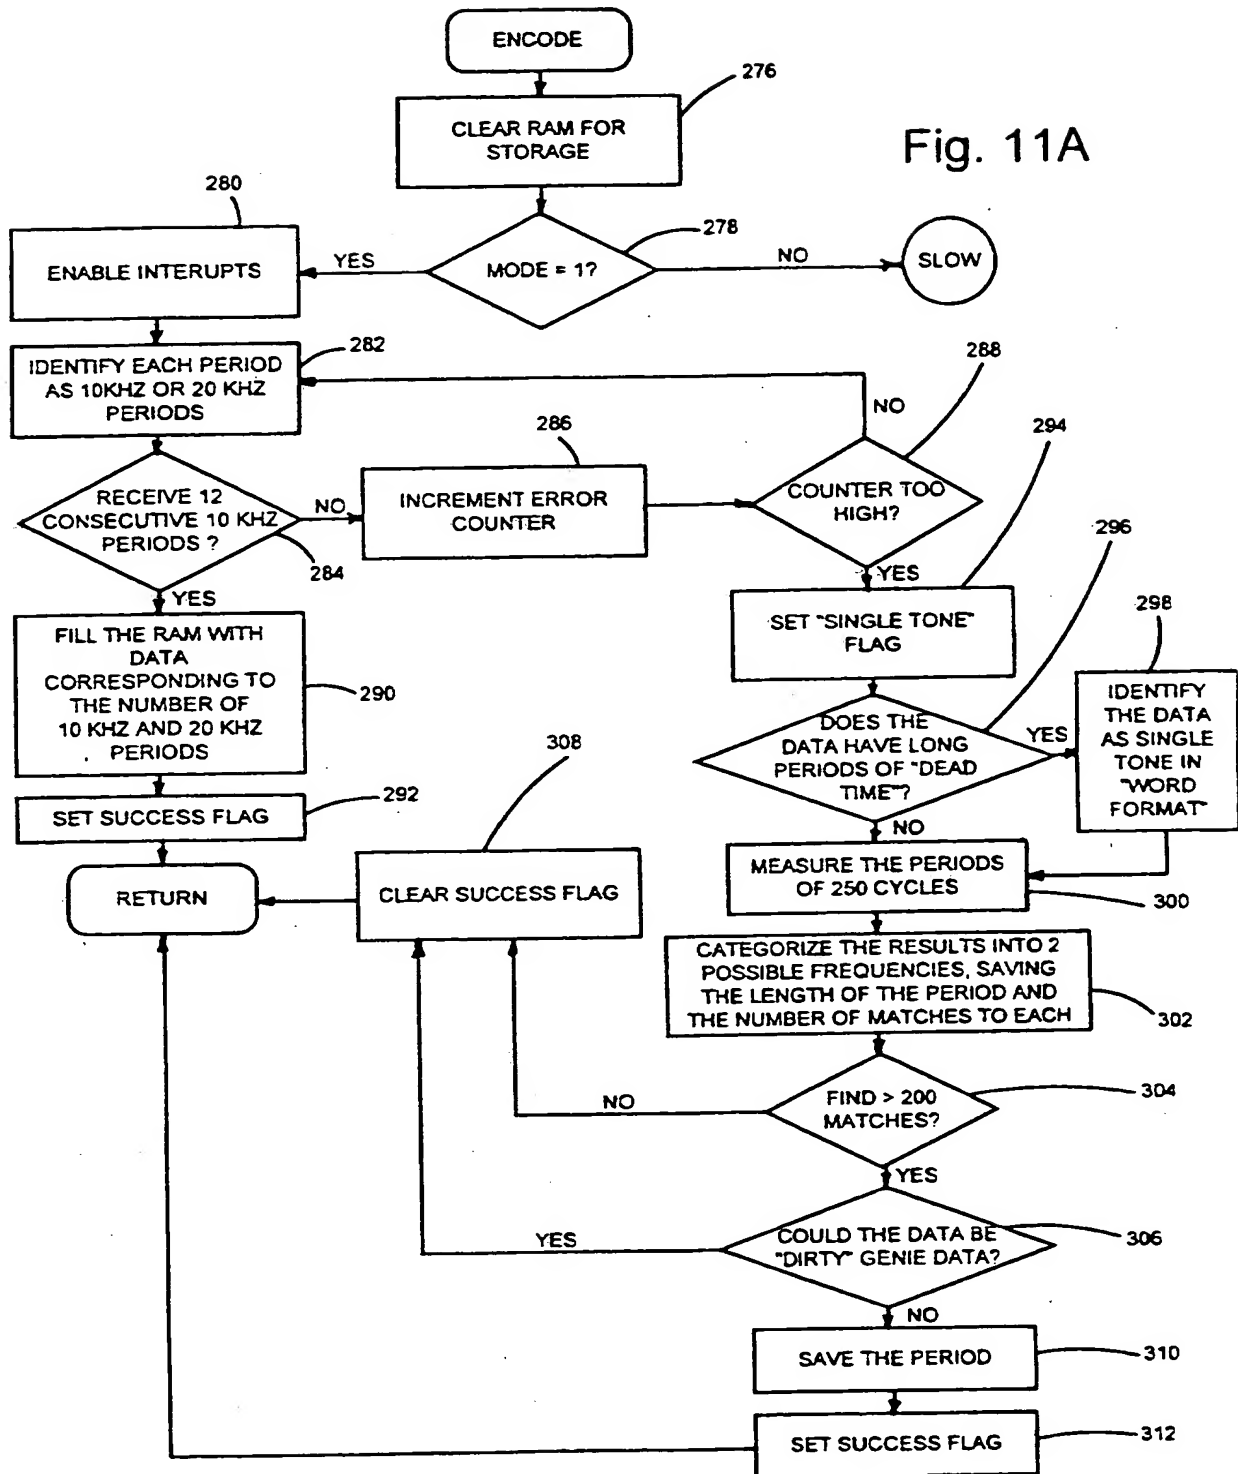 ENCODE
276
CLEAR RAM FOR
STORAGE
Fig. 11A
280
278
ENABLE INTERUPTS
YES
MODE = 1?
NO
SLOW
282
IDENTIFY EACH PERIOD
AS 10KHZ OR 20 KHZ
PERIODS
288
NO
286
294
RECEIVE 12
CONSECUTIVE 10 KHZ
PERIODS ?
NO
INCREMENT ERROR
COUNTER
COUNTER TOO
HIGH?
284
296
YES
YES
298
FILL THE RAM WITH
DATA
CORRESPONDING TO
THE NUMBER OF
10 KHZ AND 20 KHZ
PERIODS
290
SET "SINGLE TONE"
FLAG
IDENTIFY
THE DATA
AS SINGLE
TONE IN
"WORD
FORMAT"
DOES THE
DATA HAVE LONG
PERIODS OF "DEAD
TIME"?
YES
308
292
SET SUCCESS FLAG
NO
MEASURE THE PERIODS
OF 250 CYCLES
300
RETURN
CLEAR SUCCESS FLAG
CATEGORIZE THE RESULTS INTO 2
POSSIBLE FREQUENCIES, SAVING
THE LENGTH OF THE PERIOD AND
THE NUMBER OF MATCHES TO EACH
302
304
NO
FIND > 200
MATCHES?
YES
YES
COULD THE DATA BE
"DIRTY" GENIE DATA?
306
NO
SAVE THE PERIOD
310
SET SUCCESS FLAG
312